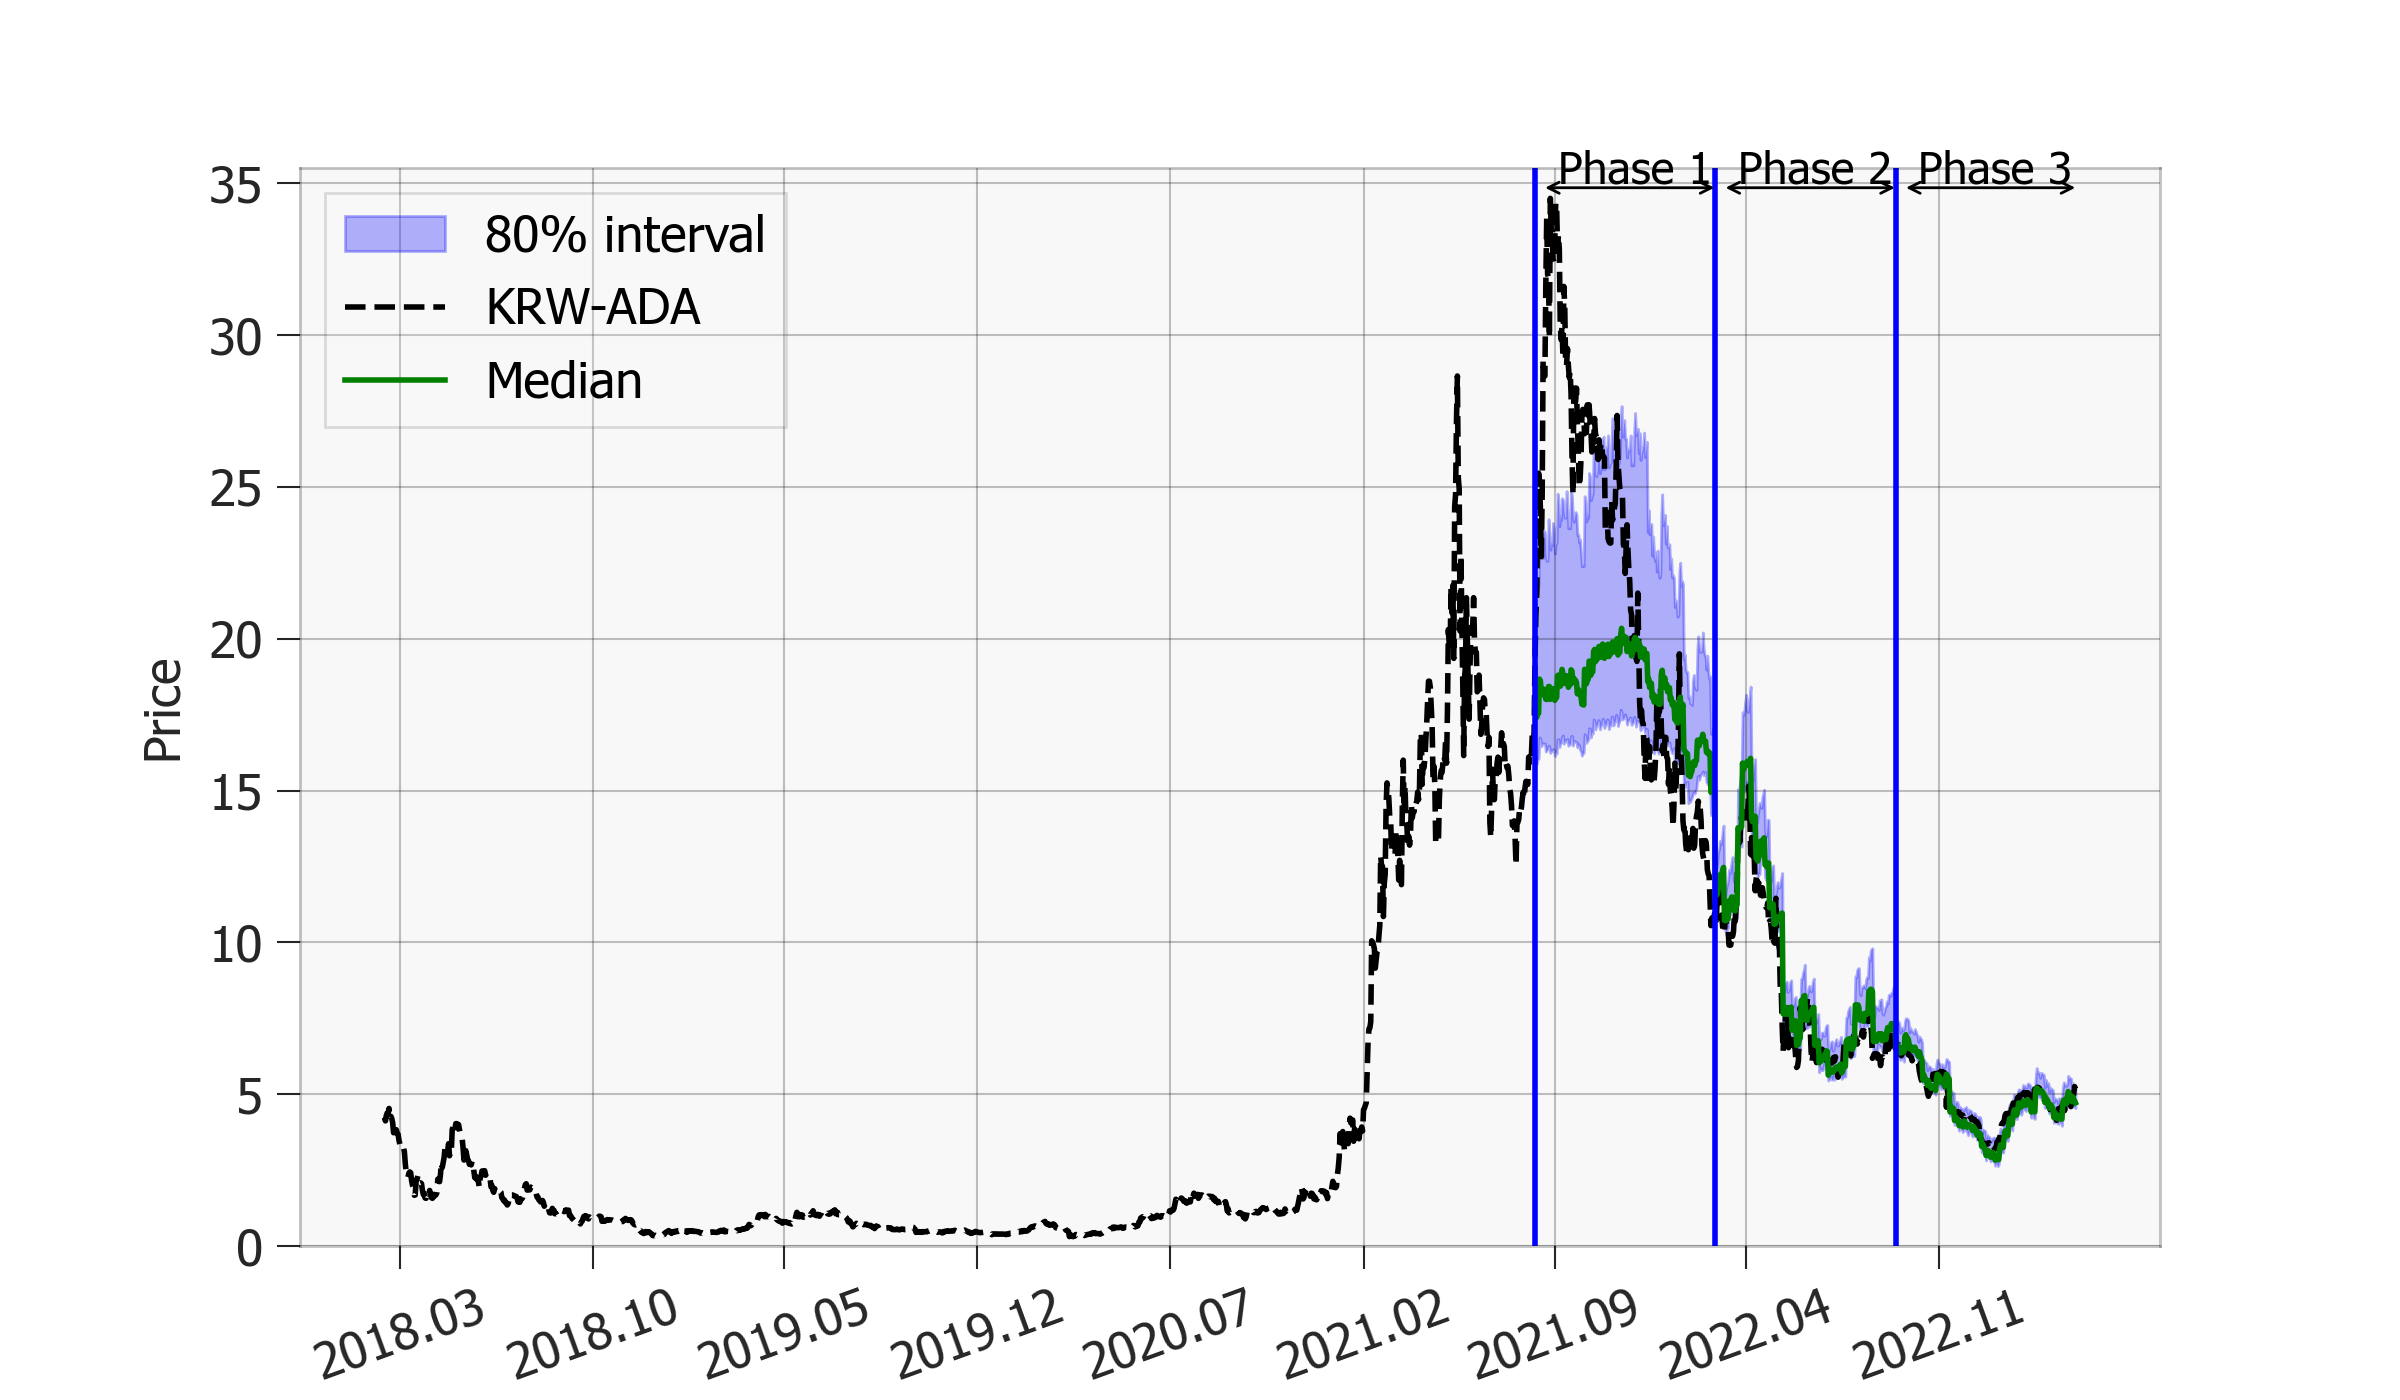 Phase 1
Phase 2
Phase 3
35
30
25
20
15
10
5
0
Price
80% interval
KRW-ADA
Median
2018.03
2018.10
2019.05
2019.12
2020.07
2021.02
2021.09
2022.04
2022.11